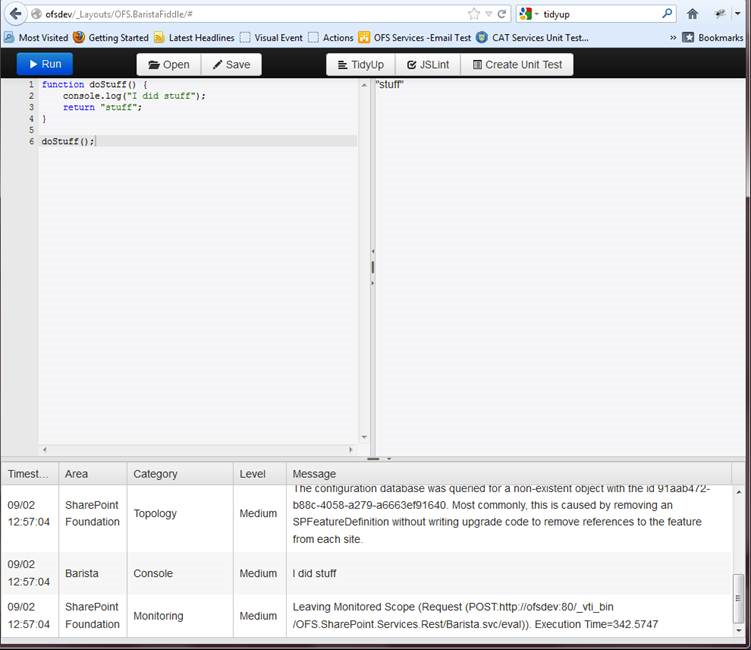 ofsdev/_Layouts/OFS.BaristaFiddle/#
tidyup
Most Visited Getting Started Latest Headlines Visual Event Actions OFS Services -Email Test CAT Services Unit Test... » Bookmarks
Run Open Save TidyUp JSLint Create Unit Test
1 function doStuff() {
2 console.log("I did stuff");
3 return "stuff";
4 }
5
6 doStuff();
"stuff"
Timest... Area Category Level Message
09/02
12:57:04
SharePoint
Foundation
Topology
Medium
The configuration database was queried for a non-existent object with the id 91aab472-
b88c-4058-a279-a6663ef91640. Most commonly, this is caused by removing an
SPFeatureDefinition without writing upgrade code to remove references to the feature
from each site.
09/02
12:57:04
Barista
Console
Medium
I did stuff
09/02
12:57:04
SharePoint
Foundation
Monitoring
Medium
Leaving Monitored Scope (Request (POST:http://ofsdev:80/_vti_bin
/OFS.SharePoint.Services.Rest/Barista.svc/eval)). Execution Time=342.5747